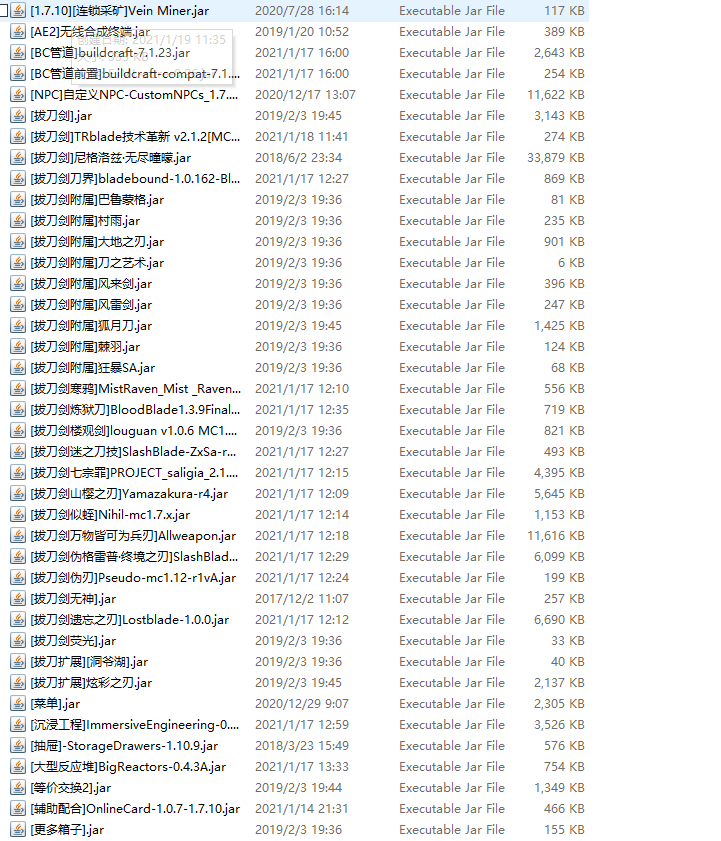 [1.7.10][连锁采矿]Vein Miner.jar 2020/7/28 16:14 Executable Jar File 117 KB
[AE2]无线合成终端.jar 2019/1/20 10:52 Executable Jar File 389 KB
创建日期: 2021/1/19 11:35
[BC管道]buildcraft-7.1.23.jar 2021/1/17 16:00 Executable Jar File 2,643 KB
[BC管道前置]buildcraft-compat-7.1.... 2021/1/17 16:00 Executable Jar File 254 KB
[NPC]自定义NPC-CustomNPCs_1.7.... 2020/12/17 13:07 Executable Jar File 11,622 KB
[拔刀剑].jar 2019/2/3 19:45 Executable Jar File 3,143 KB
[拔刀剑]TRblade技术革新 v2.1.2[MC... 2021/1/18 11:41 Executable Jar File 274 KB
[拔刀剑]尼格洛兹·无尽曈曚.jar 2018/6/2 23:34 Executable Jar File 33,879 KB
[拔刀剑刀界]bladebound-1.0.162-Bl... 2021/1/17 12:27 Executable Jar File 869 KB
[拔刀剑附属]巴鲁蒙格.jar 2019/2/3 19:36 Executable Jar File 81 KB
[拔刀剑附属]村雨.jar 2019/2/3 19:36 Executable Jar File 235 KB
[拔刀剑附属]大地之刃.jar 2019/2/3 19:36 Executable Jar File 901 KB
[拔刀剑附属]刀之艺术.jar 2019/2/3 19:36 Executable Jar File 6 KB
[拔刀剑附属]风来剑.jar 2019/2/3 19:36 Executable Jar File 396 KB
[拔刀剑附属]风雷剑.jar 2019/2/3 19:36 Executable Jar File 247 KB
[拔刀剑附属]狐月刀.jar 2019/2/3 19:45 Executable Jar File 1,425 KB
[拔刀剑附属]棘羽.jar 2019/2/3 19:36 Executable Jar File 124 KB
[拔刀剑附属]狂暴SA.jar 2019/2/3 19:36 Executable Jar File 68 KB
[拔刀剑寒鸦]MistRaven_Mist _Raven... 2021/1/17 12:10 Executable Jar File 556 KB
[拔刀剑炼狱刀]BloodBlade1.3.9Final... 2021/1/17 12:35 Executable Jar File 719 KB
[拔刀剑楼观剑]louguan v1.0.6 MC1.... 2019/2/3 19:36 Executable Jar File 821 KB
[拔刀剑迷之刀技]SlashBlade-ZxSa-r... 2021/1/17 12:27 Executable Jar File 493 KB
[拔刀剑七宗罪]PROJECT_saligia_2.1.... 2021/1/17 12:15 Executable Jar File 4,395 KB
[拔刀剑山樱之刃]Yamazakura-r4.jar 2021/1/17 12:09 Executable Jar File 5,645 KB
[拔刀剑似蛭]Nihil-mc1.7.x.jar 2021/1/17 12:14 Executable Jar File 1,153 KB
[拔刀剑万物皆可为兵刃]Allweapon.jar 2021/1/17 12:18 Executable Jar File 11,616 KB
[拔刀剑伪格雷普·终境之刃]SlashBlad... 2021/1/17 12:29 Executable Jar File 6,099 KB
[拔刀剑伪刃]Pseudo-mc1.12-r1vA.jar 2021/1/17 12:24 Executable Jar File 199 KB
[拔刀剑无神].jar 2017/12/2 11:07 Executable Jar File 257 KB
[拔刀剑遗忘之刃]Lostblade-1.0.0.jar 2021/1/17 12:12 Executable Jar File 6,690 KB
[拔刀剑荧光].jar 2019/2/3 19:36 Executable Jar File 33 KB
[拔刀扩展][洞爷湖].jar 2019/2/3 19:36 Executable Jar File 40 KB
[拔刀扩展]炫彩之刃.jar 2019/2/3 19:45 Executable Jar File 2,137 KB
[菜单].jar 2020/12/29 9:07 Executable Jar File 2,305 KB
[沉浸工程]ImmersiveEngineering-0.... 2021/1/17 12:59 Executable Jar File 3,526 KB
[抽屉]-StorageDrawers-1.10.9.jar 2018/3/23 15:49 Executable Jar File 576 KB
[大型反应堆]BigReactors-0.4.3A.jar 2021/1/17 13:33 Executable Jar File 754 KB
[等价交换2].jar 2019/2/3 19:44 Executable Jar File 1,349 KB
[辅助配合]OnlineCard-1.0.7-1.7.10.jar 2021/1/14 21:31 Executable Jar File 466 KB
[更多箱子].jar 2019/2/3 19:36 Executable Jar File 155 KB